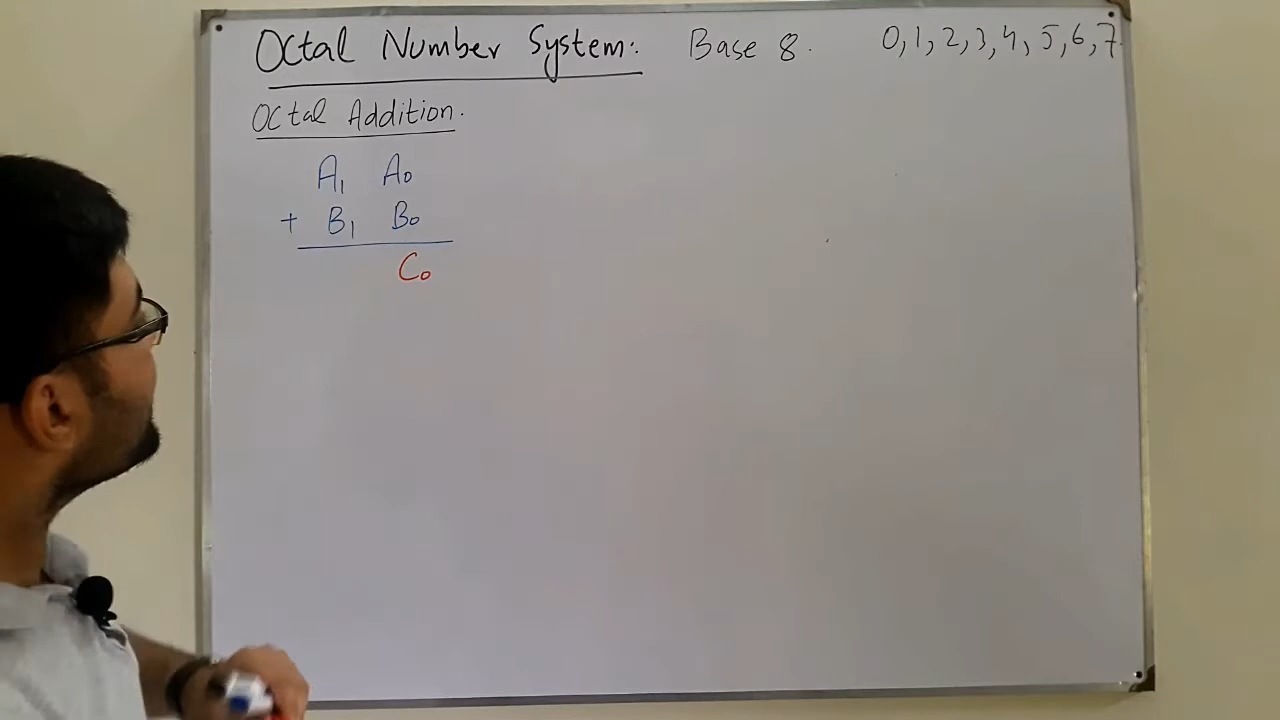 Octal Number System:. Base 8. 0,1,2,3,4,5,6,7.
Octal Addition.
A₁ A₀
+ B₁ B₀
C₀